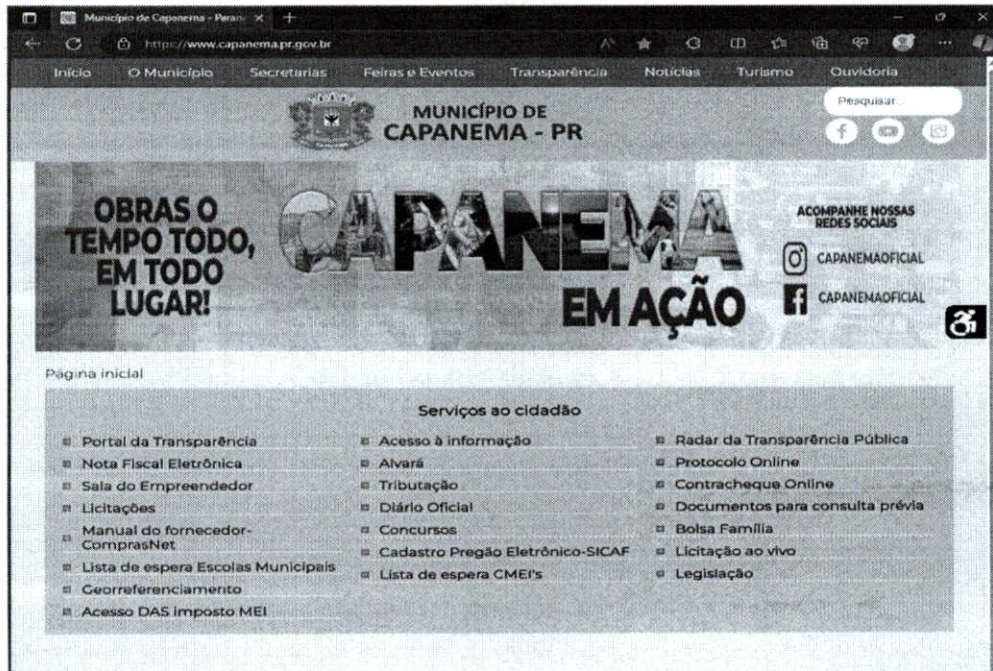 Município de Capanema - Paran
https://www.capanema.pr.gov.br
Início O Município Secretarias Feiras e Eventos Transparência Notícias Turismo Ouvidoria
Pesquisar...
MUNICÍPIO DE
CAPANEMA - PR
OBRAS O
TEMPO TODO,
EM TODO
LUGAR!
CAPANEMA
EM AÇÃO
ACOMPANHE NOSSAS
REDES SOCIAIS
CAPANEMAOFICIAL
CAPANEMAOFICIAL
Página inicial
Serviços ao cidadão
Portal da Transparência
Nota Fiscal Eletrônica
Sala do Empreendedor
Licitações
Manual do fornecedor-
ComprasNet
Lista de espera Escolas Municipais
Georreferenciamento
Acesso DAS imposto MEI
Acesso à informação
Alvará
Tributação
Diário Oficial
Concursos
Cadastro Pregão Eletrônico-SICAF
Lista de espera CMEI's
Radar da Transparência Pública
Protocolo Online
Contracheque Online
Documentos para consulta prévia
Bolsa Família
Licitação ao vivo
Legislação